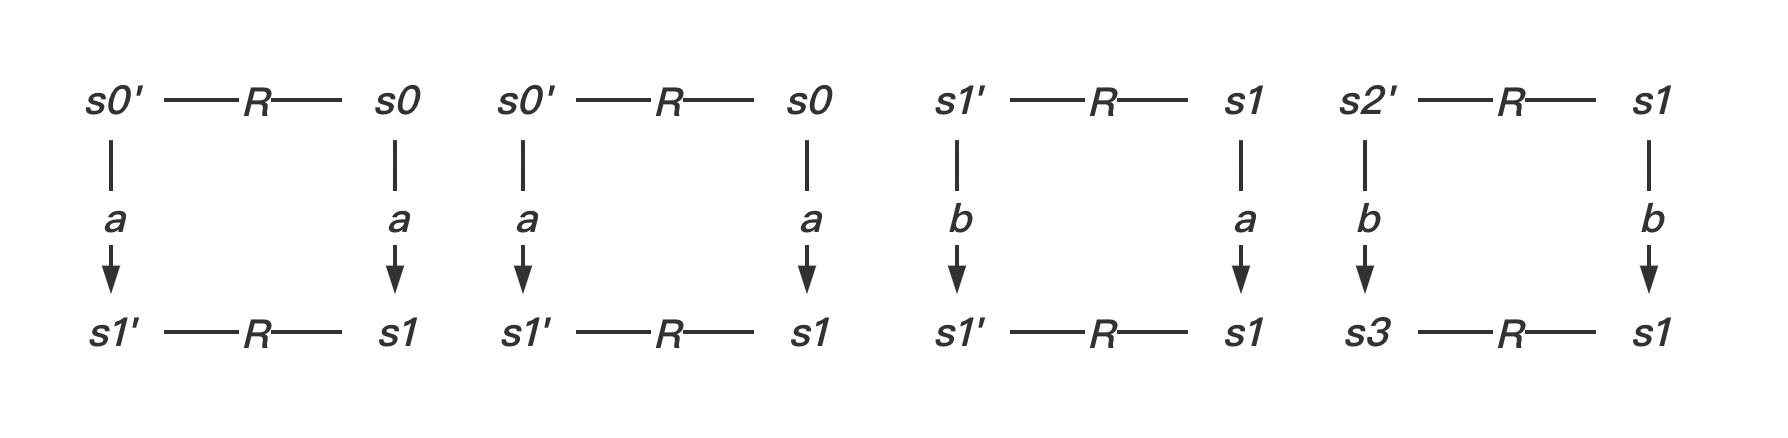 s0' R s0 s0' R s0 s1' R s1 s2' R s1
a a a a b a b b
s1' R s1 s1' R s1 s1' R s1 s3 R s1